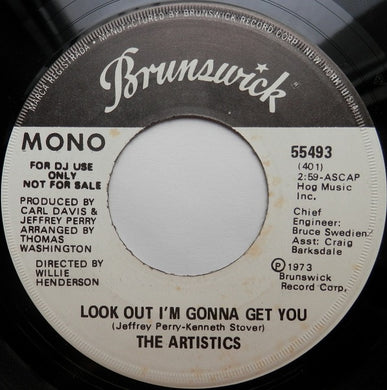 MARCA REGISTRADA • MANUFACTURED BY BRUNSWICK RECORD CORP., NEW YORK, U.S.A.
Brunswick
MONO
FOR DJ USE
ONLY
NOT FOR SALE
PRODUCED BY
CARL DAVIS &
JEFFREY PERRY
ARRANGED BY
THOMAS
WASHINGTON
DIRECTED BY
WILLIE
HENDERSON
55493
(401)
2:59-ASCAP
Hog Music
Inc.
Chief
Engineer:
Bruce Swedien
Asst: Craig
Barksdale
Ⓟ 1973
Brunswick
Record Corp.
LOOK OUT I'M GONNA GET YOU
(Jeffrey Perry-Kenneth Stover)
THE ARTISTICS